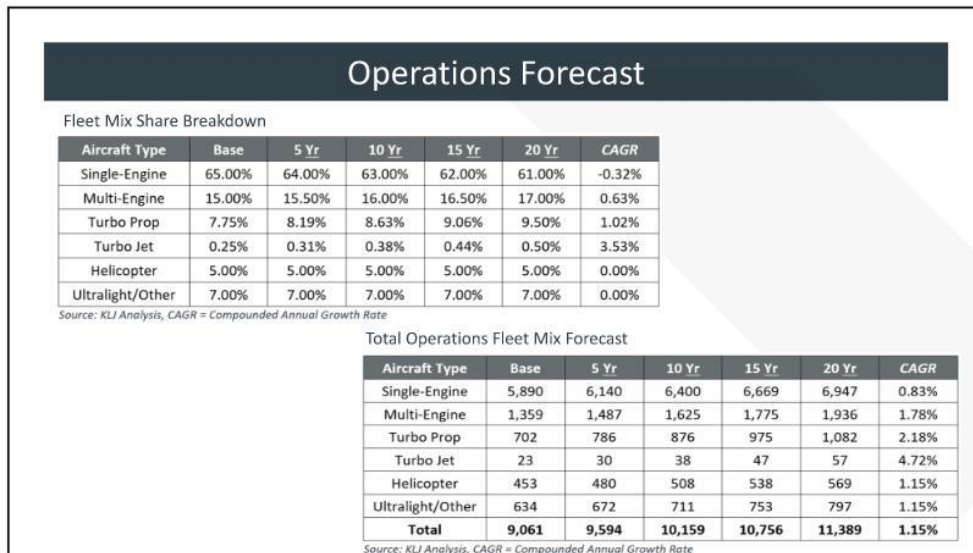 Operations Forecast
Fleet Mix Share Breakdown
Aircraft Type Base 5 Yr 10 Yr 15 Yr 20 Yr CAGR
Single-Engine 65.00% 64.00% 63.00% 62.00% 61.00% -0.32%
Multi-Engine 15.00% 15.50% 16.00% 16.50% 17.00% 0.63%
Turbo Prop 7.75% 8.19% 8.63% 9.06% 9.50% 1.02%
Turbo Jet 0.25% 0.31% 0.38% 0.44% 0.50% 3.53%
Helicopter 5.00% 5.00% 5.00% 5.00% 5.00% 0.00%
Ultralight/Other 7.00% 7.00% 7.00% 7.00% 7.00% 0.00%
Source: KLJ Analysis, CAGR = Compounded Annual Growth Rate
Total Operations Fleet Mix Forecast
Aircraft Type Base 5 Yr 10 Yr 15 Yr 20 Yr CAGR
Single-Engine 5,890 6,140 6,400 6,669 6,947 0.83%
Multi-Engine 1,359 1,487 1,625 1,775 1,936 1.78%
Turbo Prop 702 786 876 975 1,082 2.18%
Turbo Jet 23 30 38 47 57 4.72%
Helicopter 453 480 508 538 569 1.15%
Ultralight/Other 634 672 711 753 797 1.15%
Total 9,061 9,594 10,159 10,756 11,389 1.15%
Source: KLJ Analysis, CAGR = Compounded Annual Growth Rate